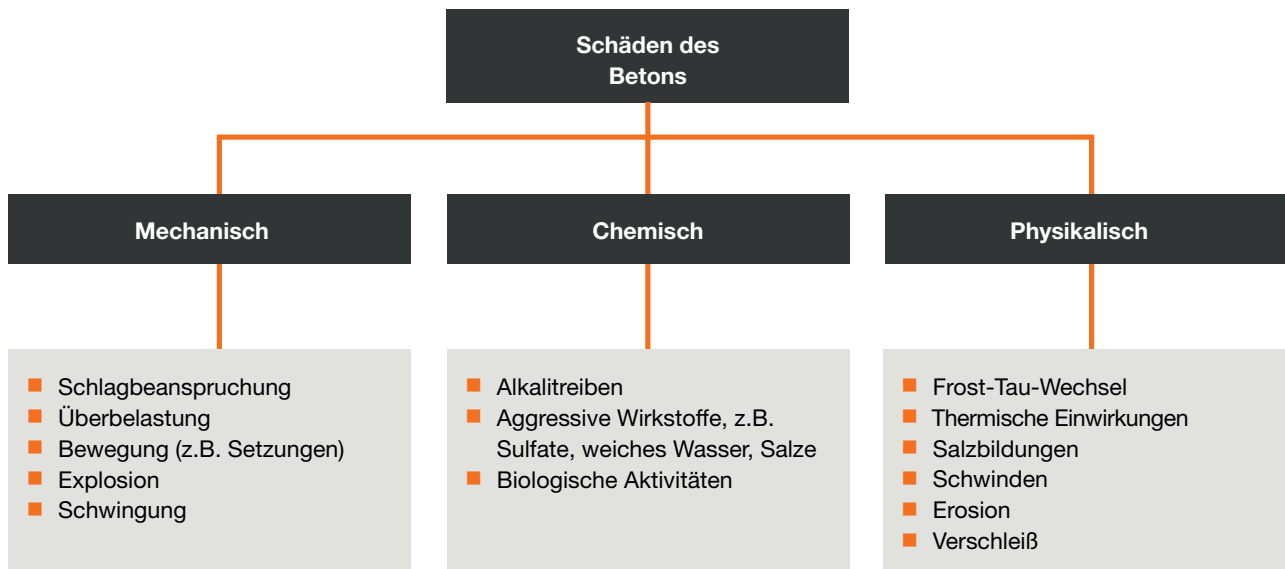 Schäden des
Betons
Mechanisch
Chemisch
Physikalisch
Schlagbeanspruchung
Überbelastung
Bewegung (z.B. Setzungen)
Explosion
Schwingung
Alkalitreiben
Aggressive Wirkstoffe, z.B.
Sulfate, weiches Wasser, Salze
Biologische Aktivitäten
Frost-Tau-Wechsel
Thermische Einwirkungen
Salzbildungen
Schwinden
Erosion
Verschleiß